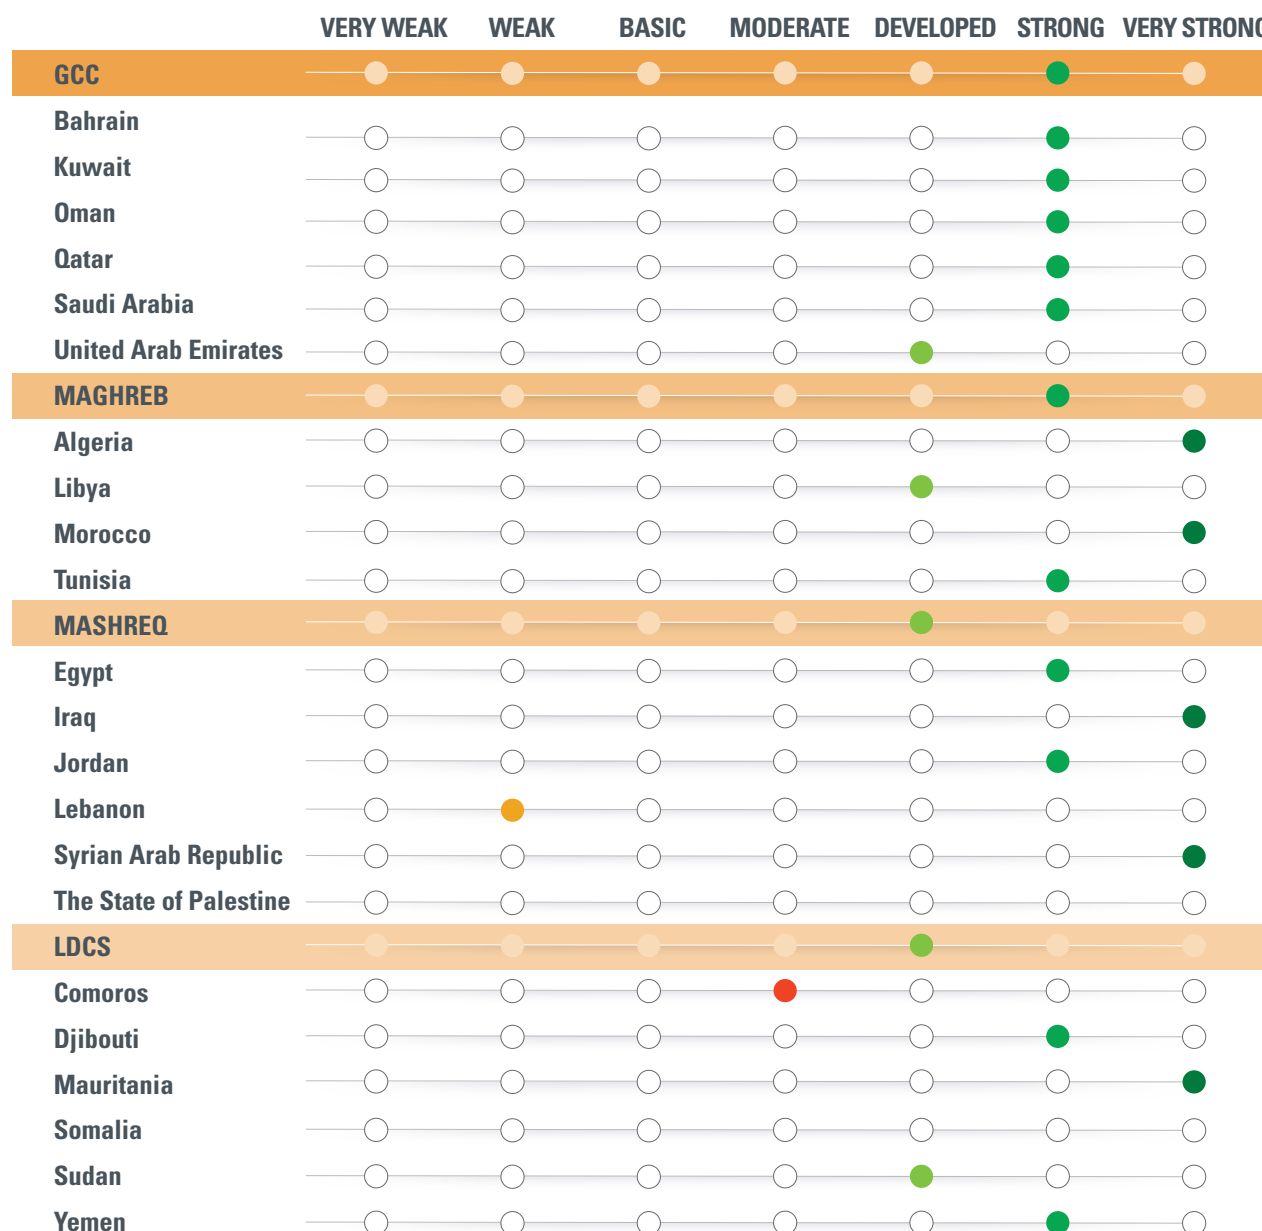 VERY WEAK WEAK BASIC MODERATE DEVELOPED STRONG VERY STRONG
GCC
Bahrain
Kuwait
Oman
Qatar
Saudi Arabia
United Arab Emirates
MAGHREB
Algeria
Libya
Morocco
Tunisia
MASHREQ
Egypt
Iraq
Jordan
Lebanon
Syrian Arab Republic
The State of Palestine
LDCS
Comoros
Djibouti
Mauritania
Somalia
Sudan
Yemen